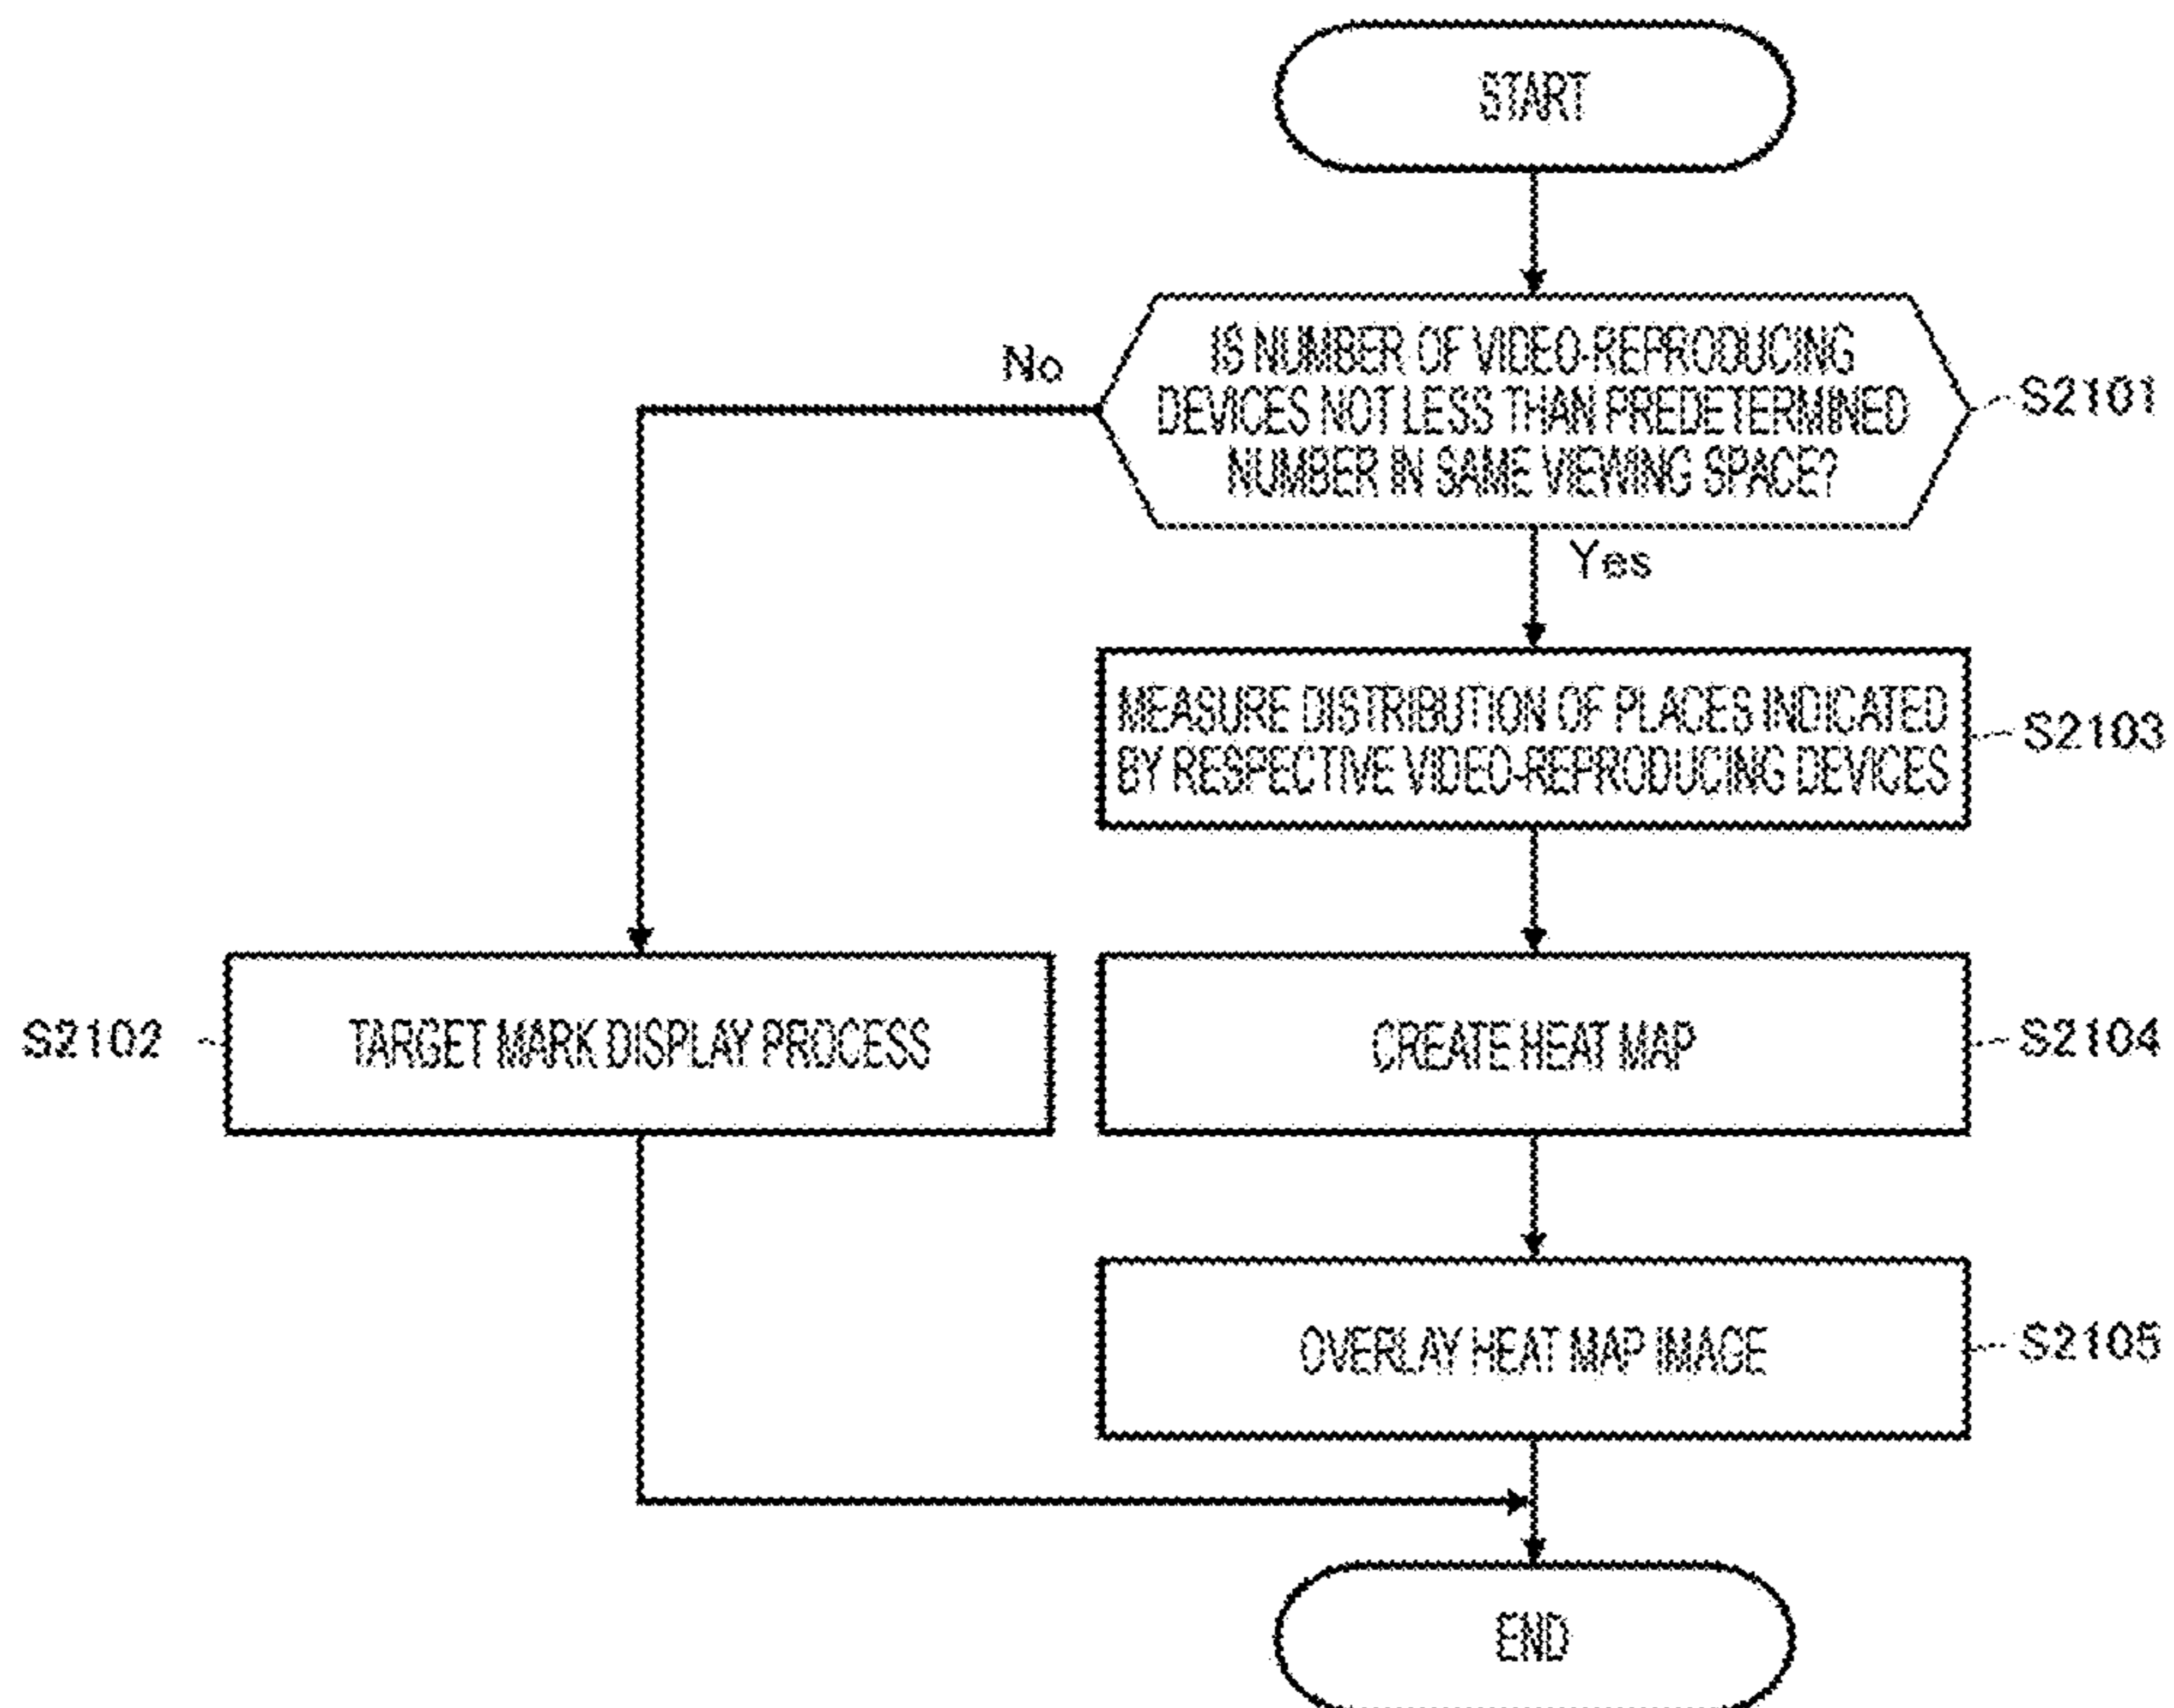 START
No
IS NUMBER OF VIDEO-REPRODUCING
DEVICES NOT LESS THAN PREDETERMINED
NUMBER IN SAME VIEWING SPACE?
S2101
Yes
MEASURE DISTRIBUTION OF PLACES INDICATED
BY RESPECTIVE VIDEO-REPRODUCING DEVICES
S2103
S2102
TARGET MARK DISPLAY PROCESS
CREATE HEAT MAP
S2104
OVERLAY HEAT MAP IMAGE
S2105
END